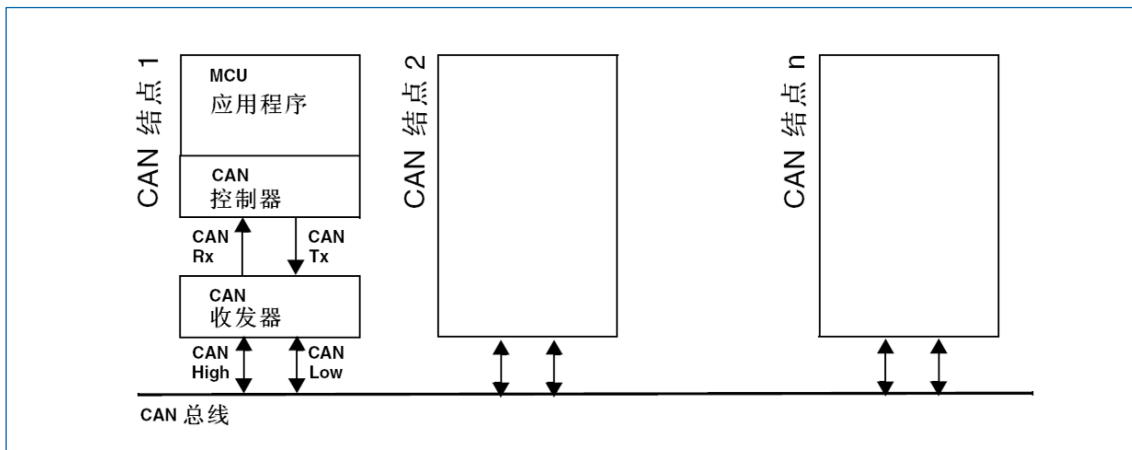 CAN 结点 1
MCU
应用程序
CAN
控制器
CAN
Rx
CAN
Tx
CAN
收发器
CAN
High
CAN
Low
CAN 结点 2
CAN 结点 n
CAN 总线